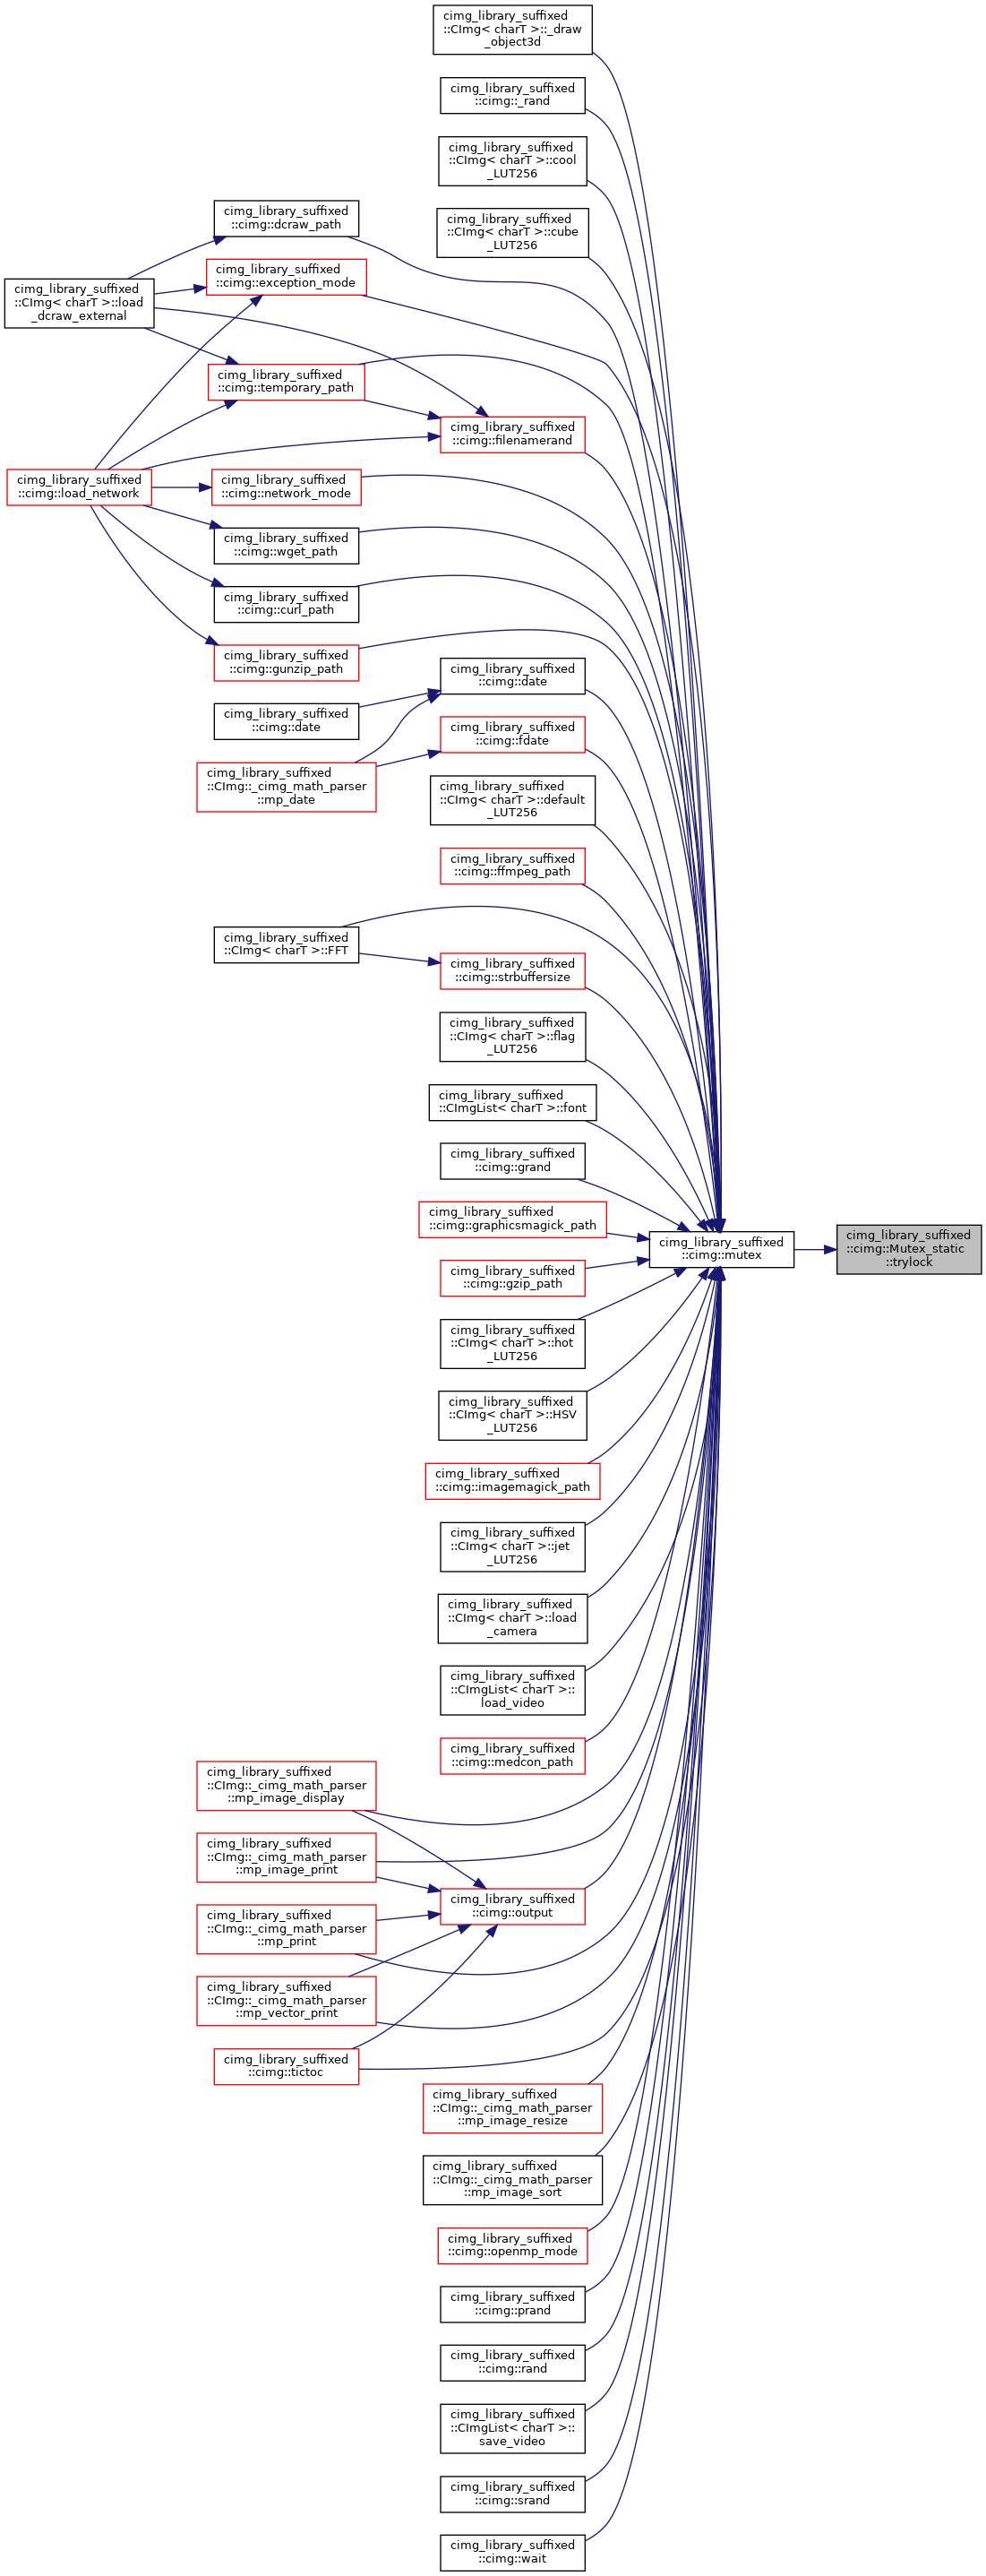 cimg_library_suffixed
::CImg< charT >::_draw
_object3d
cimg_library_suffixed
::cimg::_rand
cimg_library_suffixed
::CImg< charT >::cool
_LUT256
cimg_library_suffixed
::cimg::dcraw_path
cimg_library_suffixed
::CImg< charT >::cube
_LUT256
cimg_library_suffixed
::cimg::exception_mode
cimg_library_suffixed
::CImg< charT >::load
_dcraw_external
cimg_library_suffixed
::cimg::temporary_path
cimg_library_suffixed
::cimg::filenamerand
cimg_library_suffixed
::cimg::load_network
cimg_library_suffixed
::cimg::network_mode
cimg_library_suffixed
::cimg::wget_path
cimg_library_suffixed
::cimg::curl_path
cimg_library_suffixed
::cimg::gunzip_path
cimg_library_suffixed
::cimg::date
cimg_library_suffixed
::cimg::date
cimg_library_suffixed
::cimg::fdate
cimg_library_suffixed
::CImg::_cimg_math_parser
::mp_date
cimg_library_suffixed
::CImg< charT >::default
_LUT256
cimg_library_suffixed
::cimg::ffmpeg_path
cimg_library_suffixed
::CImg< charT >::FFT
cimg_library_suffixed
::cimg::strbuffersize
cimg_library_suffixed
::CImg< charT >::flag
_LUT256
cimg_library_suffixed
::CImgList< charT >::font
cimg_library_suffixed
::cimg::grand
cimg_library_suffixed
::cimg::graphicsmagick_path
cimg_library_suffixed
::cimg::mutex
cimg_library_suffixed
::cimg::Mutex_static
::trylock
cimg_library_suffixed
::cimg::gzip_path
cimg_library_suffixed
::CImg< charT >::hot
_LUT256
cimg_library_suffixed
::CImg< charT >::HSV
_LUT256
cimg_library_suffixed
::cimg::imagemagick_path
cimg_library_suffixed
::CImg< charT >::jet
_LUT256
cimg_library_suffixed
::CImg< charT >::load
_camera
cimg_library_suffixed
::CImgList< charT >::
load_video
cimg_library_suffixed
::cimg::medcon_path
cimg_library_suffixed
::CImg::_cimg_math_parser
::mp_image_display
cimg_library_suffixed
::CImg::_cimg_math_parser
::mp_image_print
cimg_library_suffixed
::cimg::output
cimg_library_suffixed
::CImg::_cimg_math_parser
::mp_print
cimg_library_suffixed
::CImg::_cimg_math_parser
::mp_vector_print
cimg_library_suffixed
::cimg::tictoc
cimg_library_suffixed
::CImg::_cimg_math_parser
::mp_image_resize
cimg_library_suffixed
::CImg::_cimg_math_parser
::mp_image_sort
cimg_library_suffixed
::cimg::openmp_mode
cimg_library_suffixed
::cimg::prand
cimg_library_suffixed
::cimg::rand
cimg_library_suffixed
::CImgList< charT >::
save_video
cimg_library_suffixed
::cimg::srand
cimg_library_suffixed
::cimg::wait